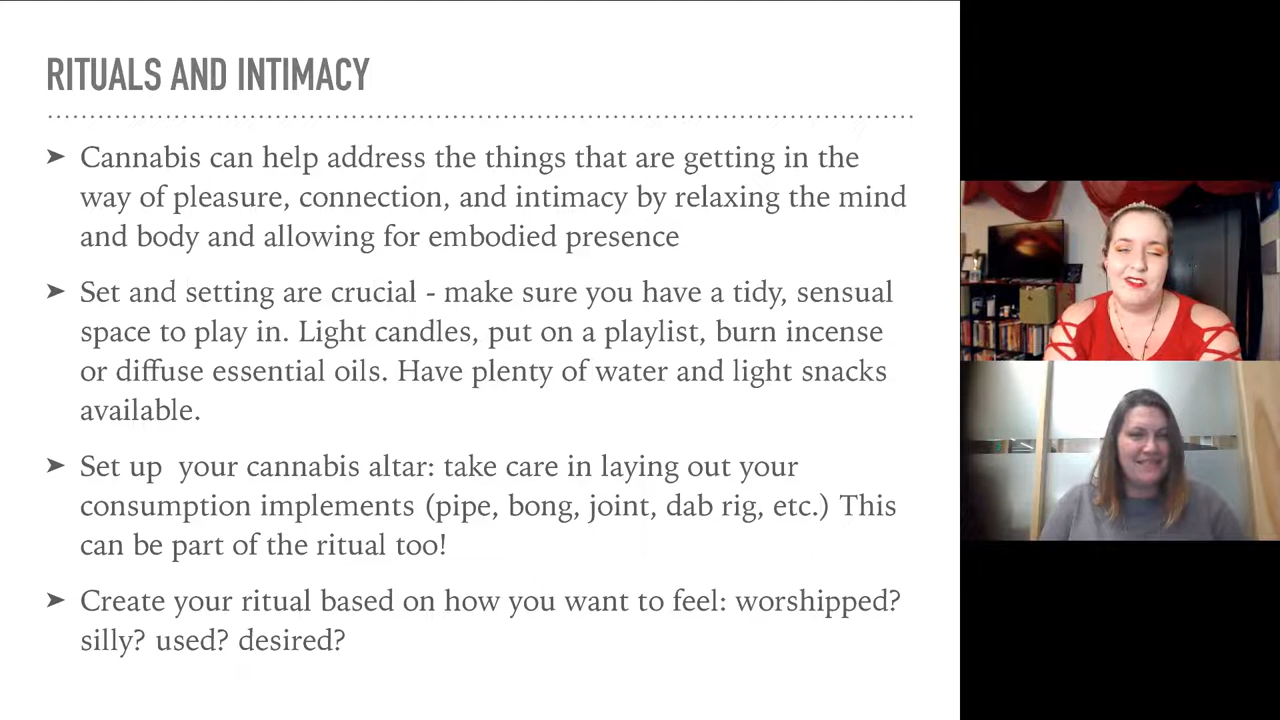 RITUALS AND INTIMACY
➤ Cannabis can help address the things that are getting in the
way of pleasure, connection, and intimacy by relaxing the mind
and body and allowing for embodied presence
➤ Set and setting are crucial - make sure you have a tidy, sensual
space to play in. Light candles, put on a playlist, burn incense
or diffuse essential oils. Have plenty of water and light snacks
available.
➤ Set up  your cannabis altar: take care in laying out your
consumption implements (pipe, bong, joint, dab rig, etc.) This
can be part of the ritual too!
➤ Create your ritual based on how you want to feel: worshipped?
silly? used? desired?